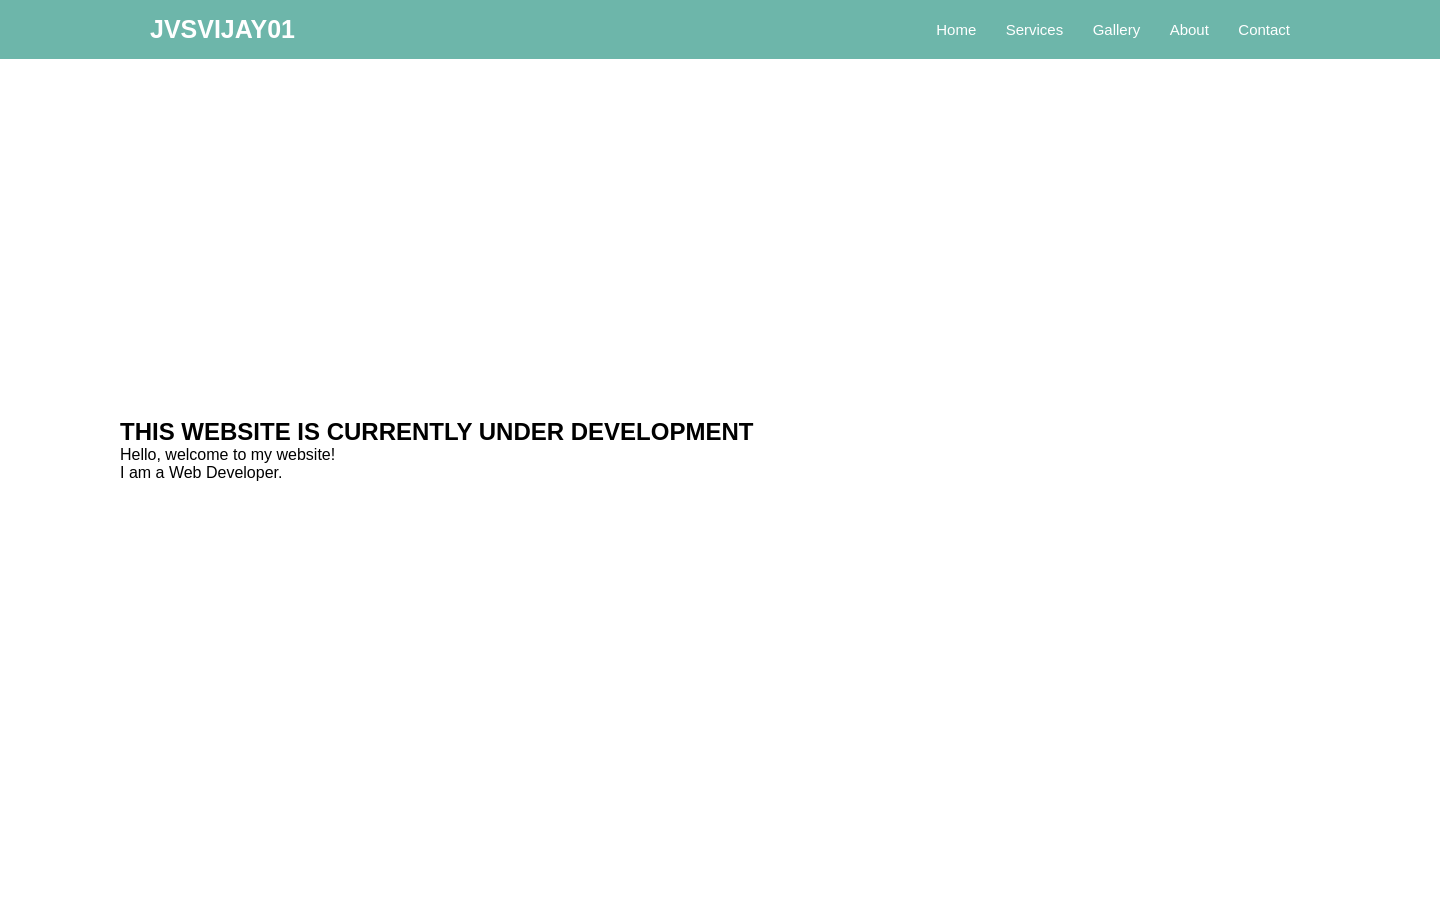 JVSVIJAY01
Home Services Gallery About Contact
THIS WEBSITE IS CURRENTLY UNDER DEVELOPMENT
Hello, welcome to my website!
I am a Web Developer.